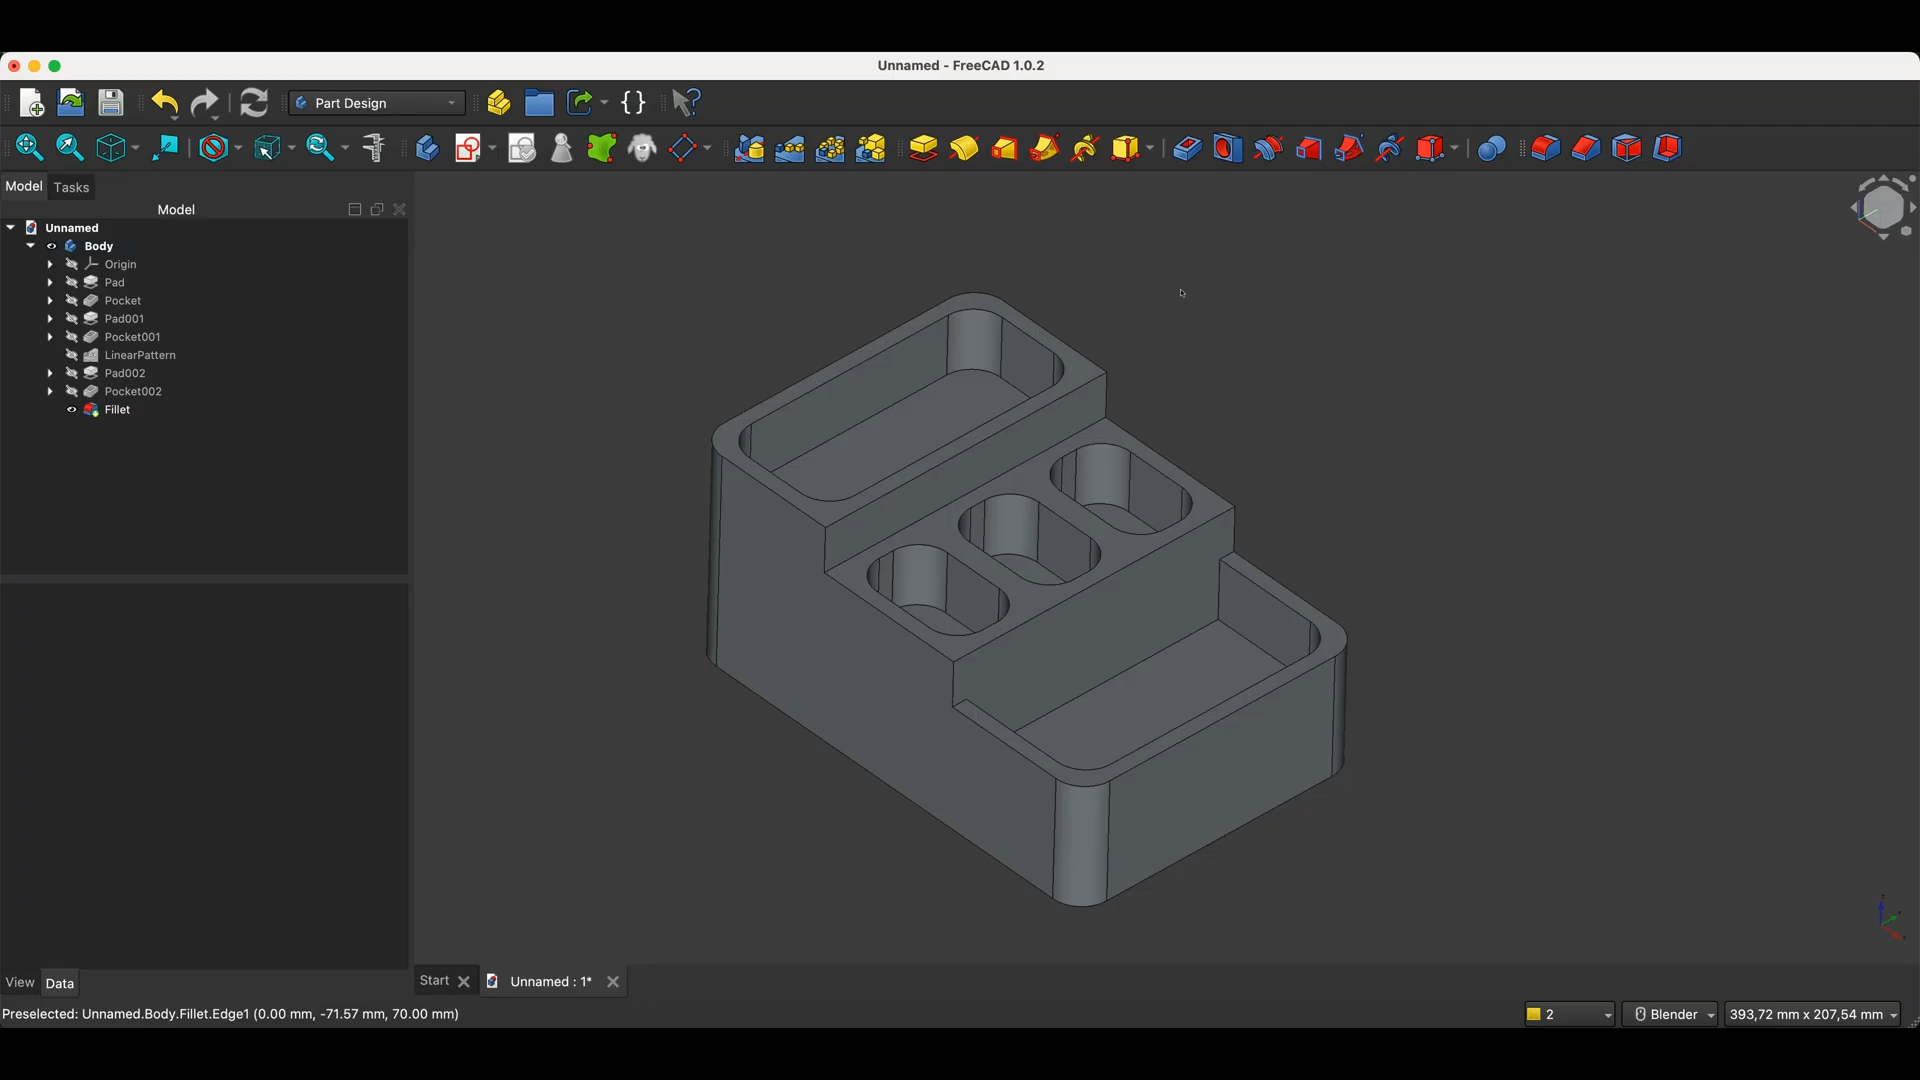 Unnamed - FreeCAD 1.0.2
Part Design
Model
Tasks
Model
Unnamed
Body
Origin
Pad
Pocket
Pad001
Pocket001
LinearPattern
Pad002
Pocket002
Fillet
View
Data
Start
Unnamed : 1*
Preselected: Unnamed.Body.Fillet.Edge1 (0.00 mm, -71.57 mm, 70.00 mm)
2
Blender
393,72 mm x 207,54 mm